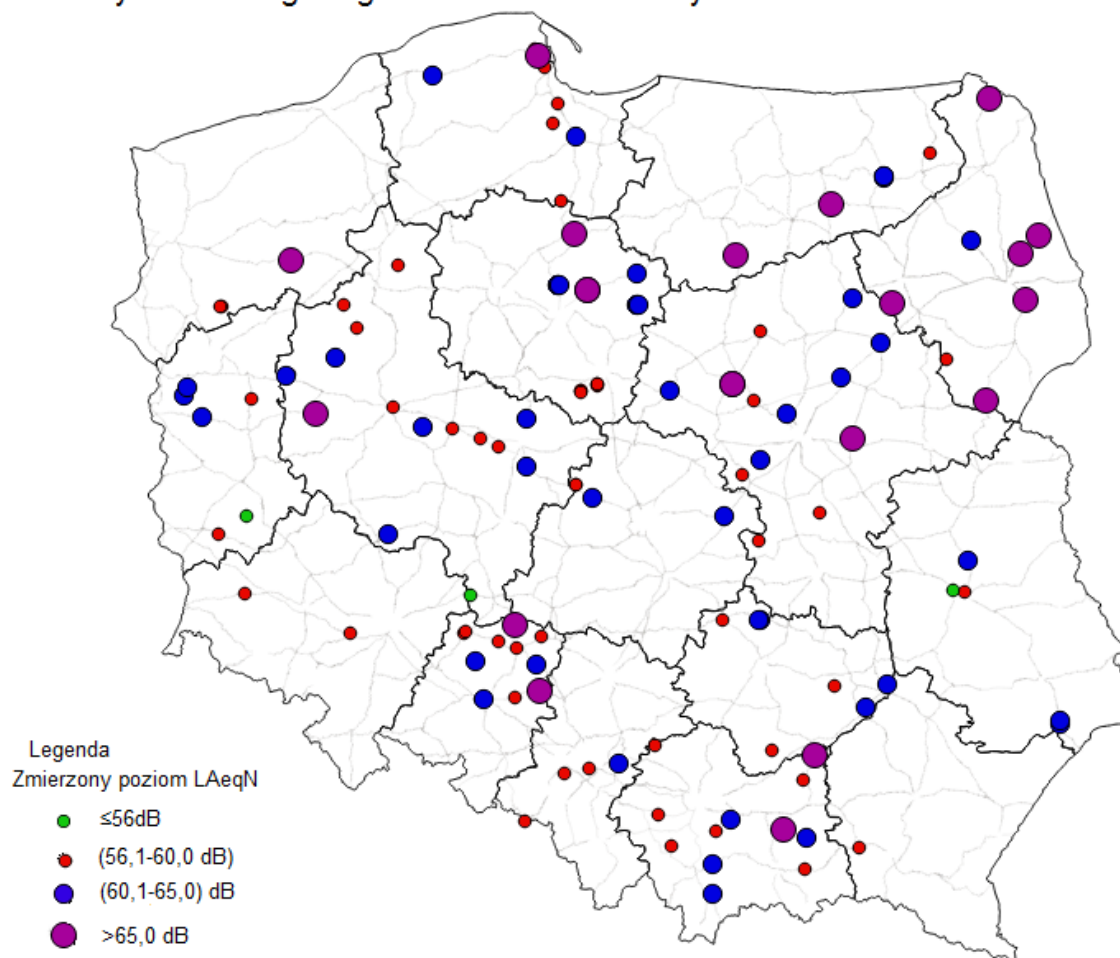 Legenda
Zmierzony poziom LAeqN
≤56dB
(56,1-60,0 dB)
(60,1-65,0) dB
>65,0 dB